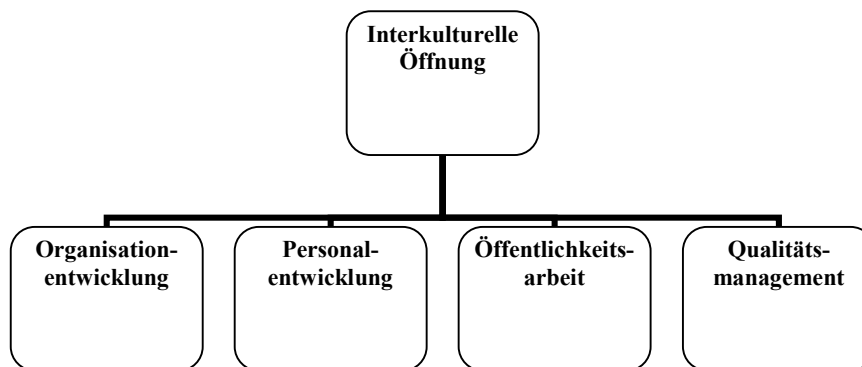 Interkulturelle
Öffnung
Organisation-
entwicklung
Personal-
entwicklung
Öffentlichkeits-
arbeit
Qualitäts-
management